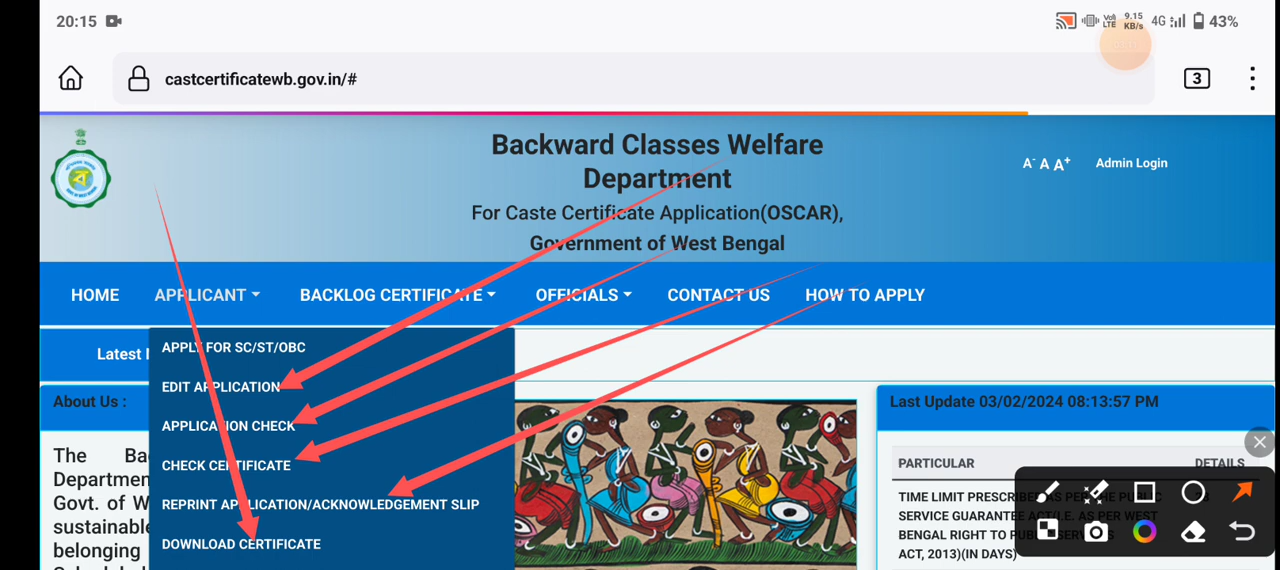 20:15
Vo) LTE 9.15 KB/s 4G 43%
castcertificatewb.gov.in/#
3
Backward Classes Welfare
Department
For Caste Certificate Application(OSCAR),
Government of West Bengal
A- A A+ Admin Login
HOME APPLICANT BACKLOG CERTIFICATE OFFICIALS CONTACT US HOW TO APPLY
Latest
APPLY FOR SC/ST/OBC
EDIT APPLICATION
APPLICATION CHECK
CHECK CERTIFICATE
REPRINT APPLICATION/ACKNOWLEDGEMENT SLIP
DOWNLOAD CERTIFICATE
About Us :
The Ba
Departmen
Govt. of W
sustainable
belonging
Last Update 03/02/2024 08:13:57 PM
PARTICULAR DETAILS
TIME LIMIT PRESCRIBED AS PER THE PUBLIC
SERVICE GUARANTEE ACT(I.E. AS PER WEST
BENGAL RIGHT TO PUBLIC SERVICES
ACT, 2013)(IN DAYS)